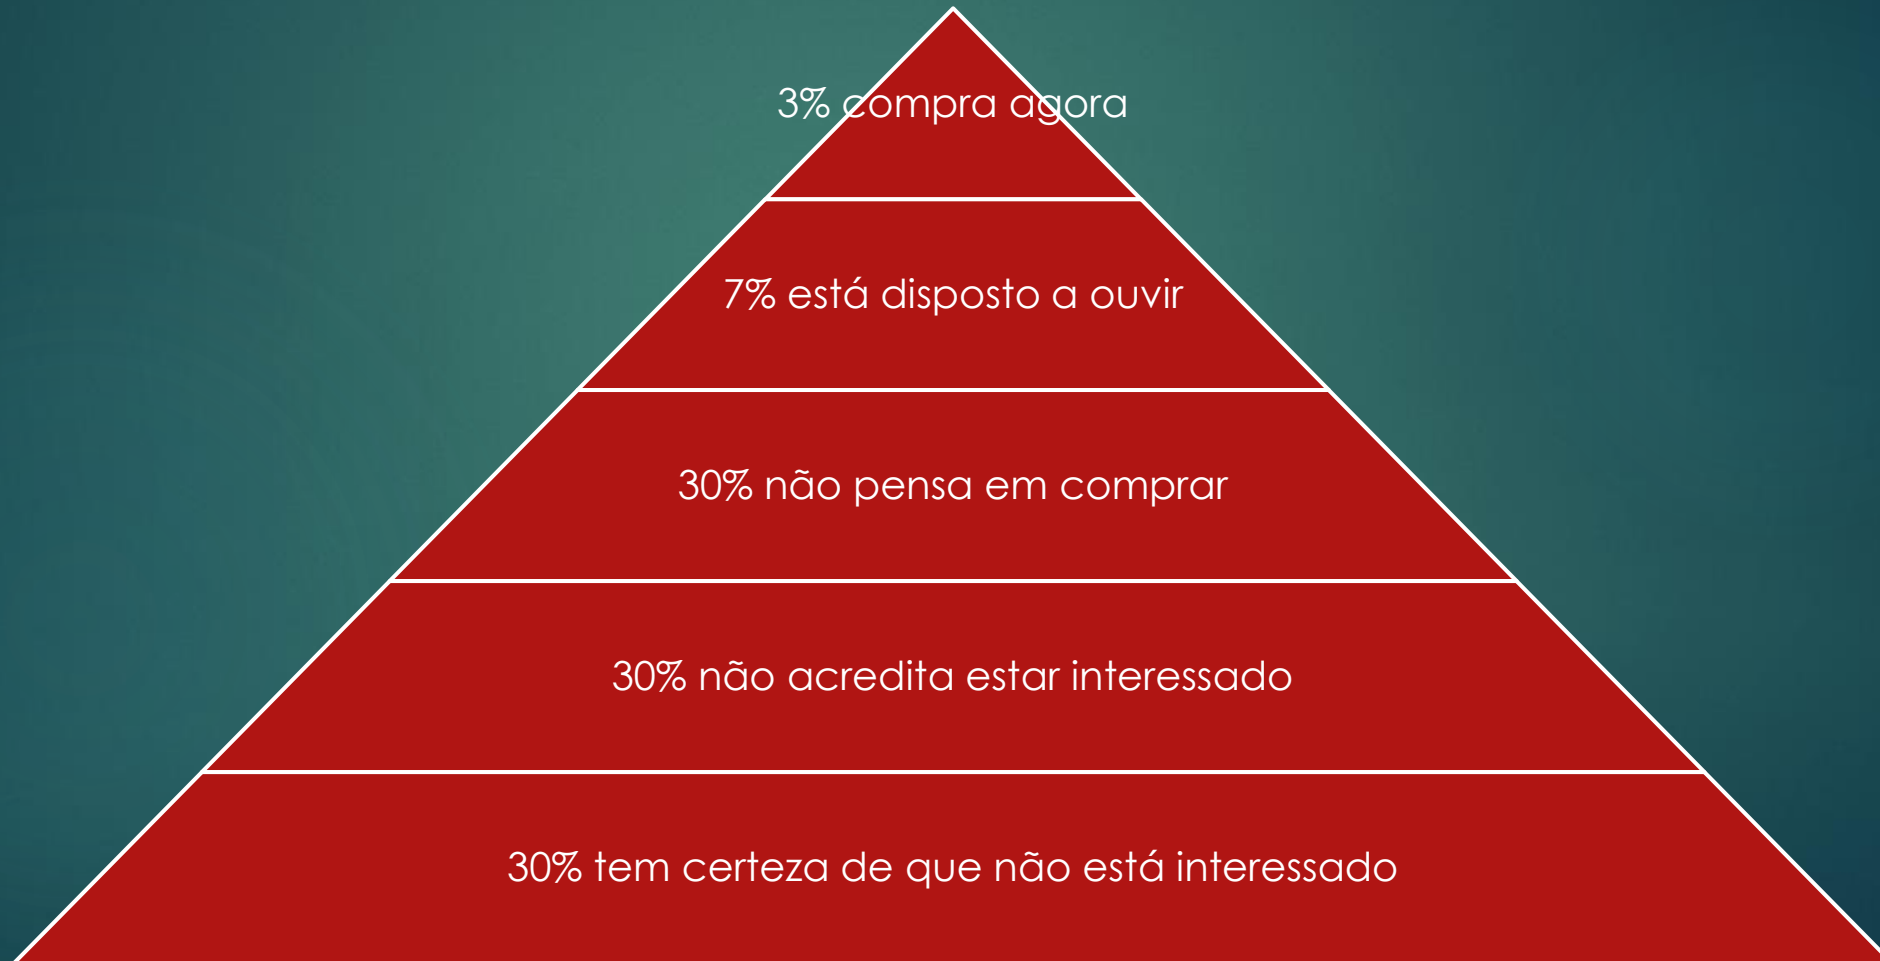 3% compra agora
7% está disposto a ouvir
30% não pensa em comprar
30% não acredita estar interessado
30% tem certeza de que não está interessado